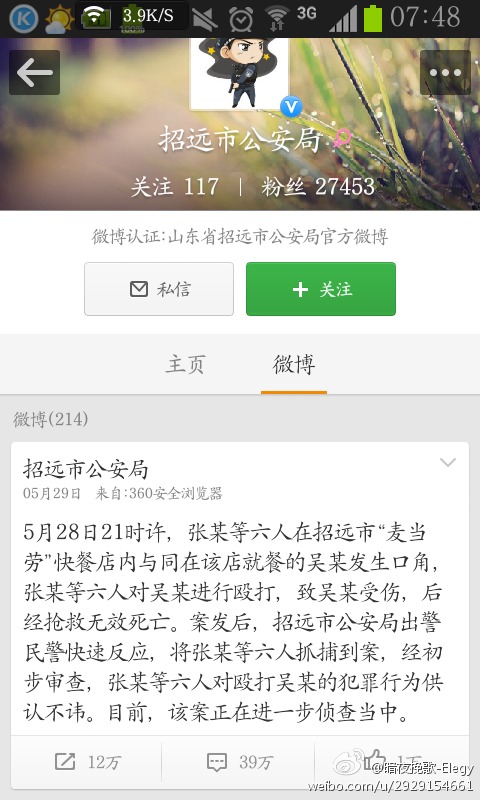 3.9K/S
100%
3G
07:48
招远市公安局
关注 117 | 粉丝 27453
微博认证:山东省招远市公安局官方微博
私信
+ 关注
主页
微博
微博(214)
招远市公安局
05月29日 来自:360安全浏览器
5月28日21时许，张某等六人在招远市“麦当
劳”快餐店内与同在该店就餐的吴某发生口角，
张某等六人对吴某进行殴打，致吴某受伤，后
经抢救无效死亡。案发后，招远市公安局出警
民警快速反应，将张某等六人抓捕到案，经初
步审查，张某等六人对殴打吴某的犯罪行为供
认不讳。目前，该案正在进一步侦查当中。
12万
39万
1万
@暗夜挽歌-Elegy
weibo.com/u/2929154661